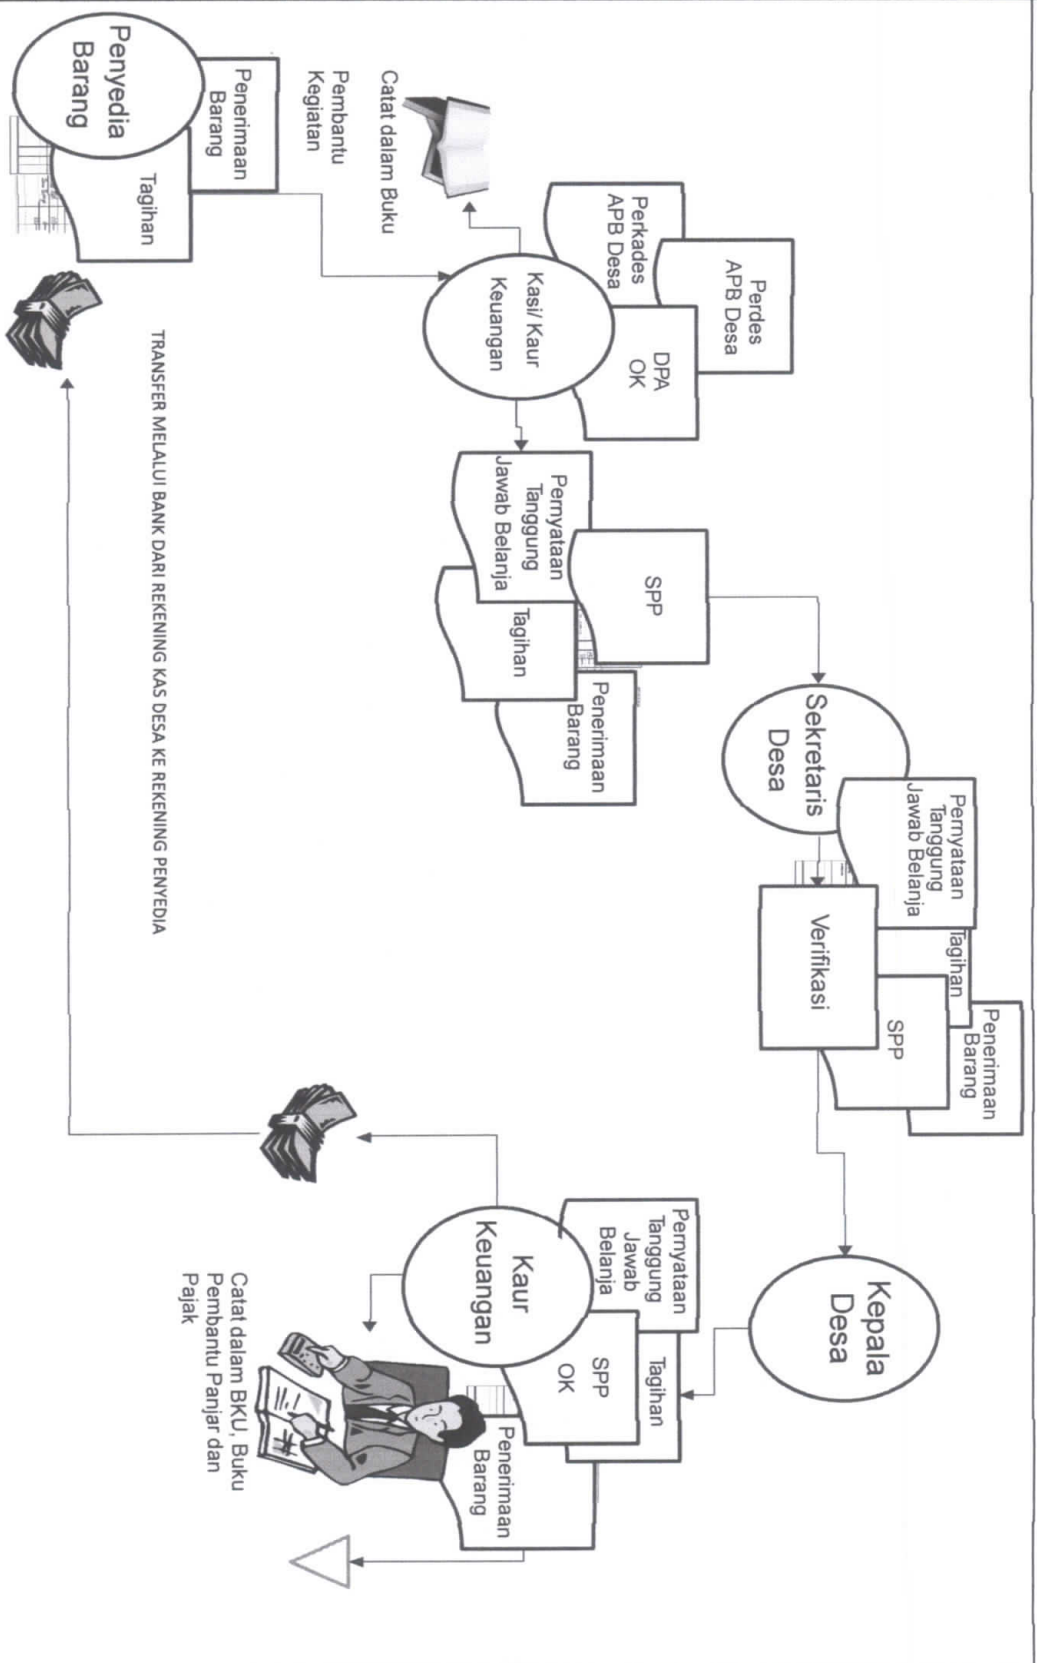 Penyedia
Barang
Penerimaan
Barang
Tagihan
Catat dalam Buku
Pembantu
Kegiatan
Perdes
APB Desa
Perkades
APB Desa
DPA
OK
Kasi/ Kaur
Keuangan
Pernyataan
Tanggung
Jawab Belanja
SPP
Tagihan
Penerimaan
Barang
Sekretaris
Desa
Pernyataan
Tanggung
Jawab Belanja
Tagihan
Penerimaan
Barang
SPP
Verifikasi
Kepala
Desa
Pernyataan
Tanggung
Jawab
Belanja
Tagihan
SPP
OK
Kaur
Keuangan
Penerimaan
Barang
Catat dalam BKU, Buku
Pembantu Panjar dan
Pajak
TRANSFER MELALUI BANK DARI REKENING KAS DESA KE REKENING PENYEDIA